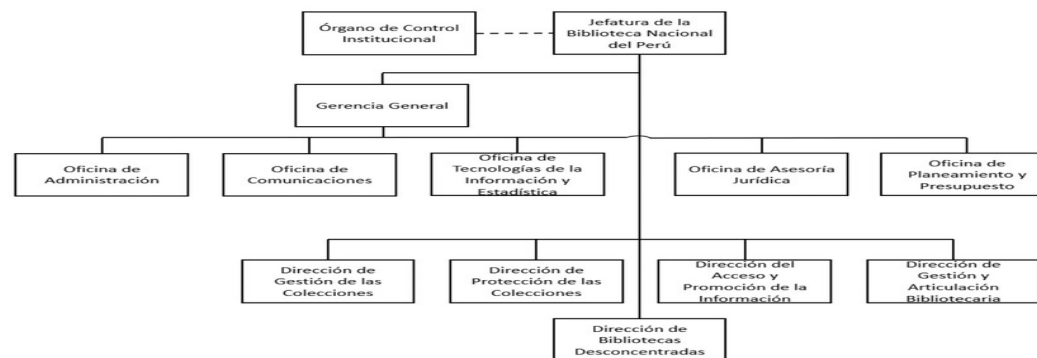 Órgano de Control
Institucional
Jefatura de la
Biblioteca Nacional
del Perú
Gerencia General
Oficina de
Administración
Oficina de
Comunicaciones
Oficina de
Tecnologías de la
Información y
Estadística
Oficina de Asesoría
Jurídica
Oficina de
Planeamiento y
Presupuesto
Dirección de
Gestión de las
Colecciones
Dirección de
Protección de las
Colecciones
Dirección del
Acceso y
Promoción de la
Información
Dirección de
Gestión y
Articulación
Bibliotecaria
Dirección de
Bibliotecas
Desconcentradas